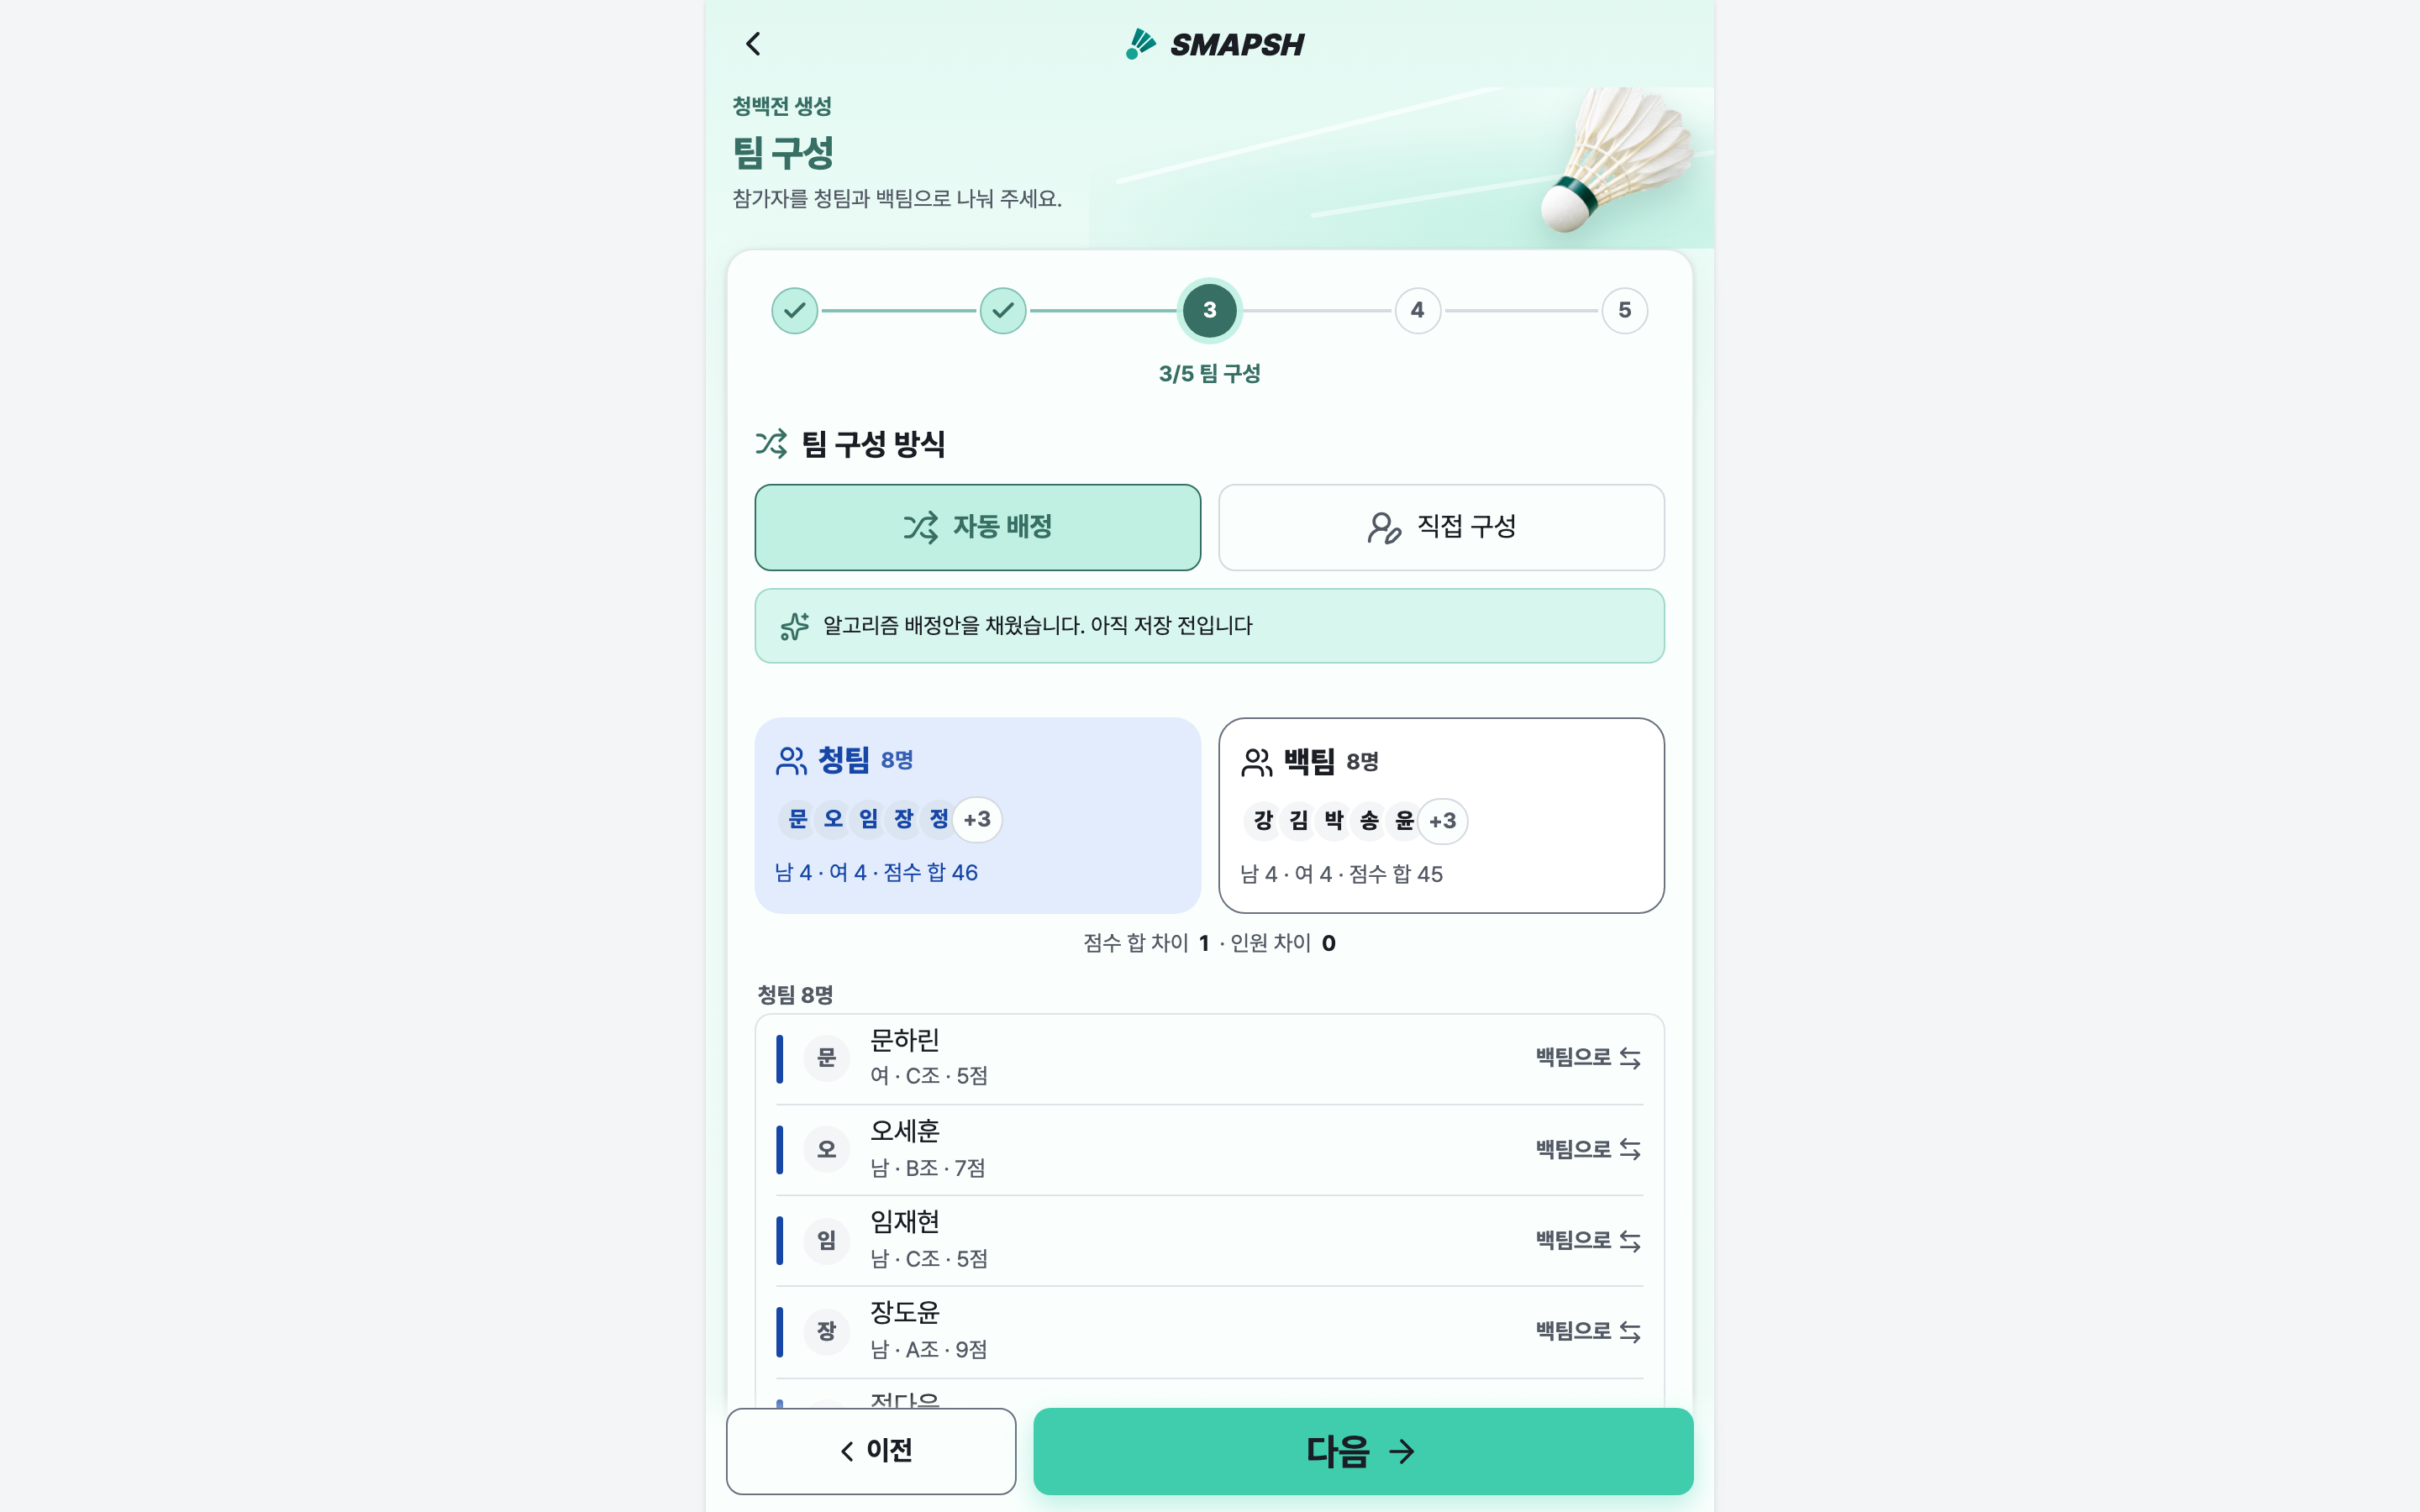 SMAPSH
청백전 생성
팀 구성
참가자를 청팀과 백팀으로 나눠 주세요.
3
4
5
3/5 팀 구성
팀 구성 방식
자동 배정
직접 구성
알고리즘 배정안을 채웠습니다. 아직 저장 전입니다
청팀 8명
문 오 임 장 정 +3
남 4 · 여 4 · 점수 합 46
백팀 8명
강 김 박 송 윤 +3
남 4 · 여 4 · 점수 합 45
점수 합 차이 1 · 인원 차이 0
청팀 8명
문
문하린
여 · C조 · 5점
백팀으로
오
오세훈
남 · B조 · 7점
백팀으로
임
임재현
남 · C조 · 5점
백팀으로
장
장도윤
남 · A조 · 9점
백팀으로
이전
다음